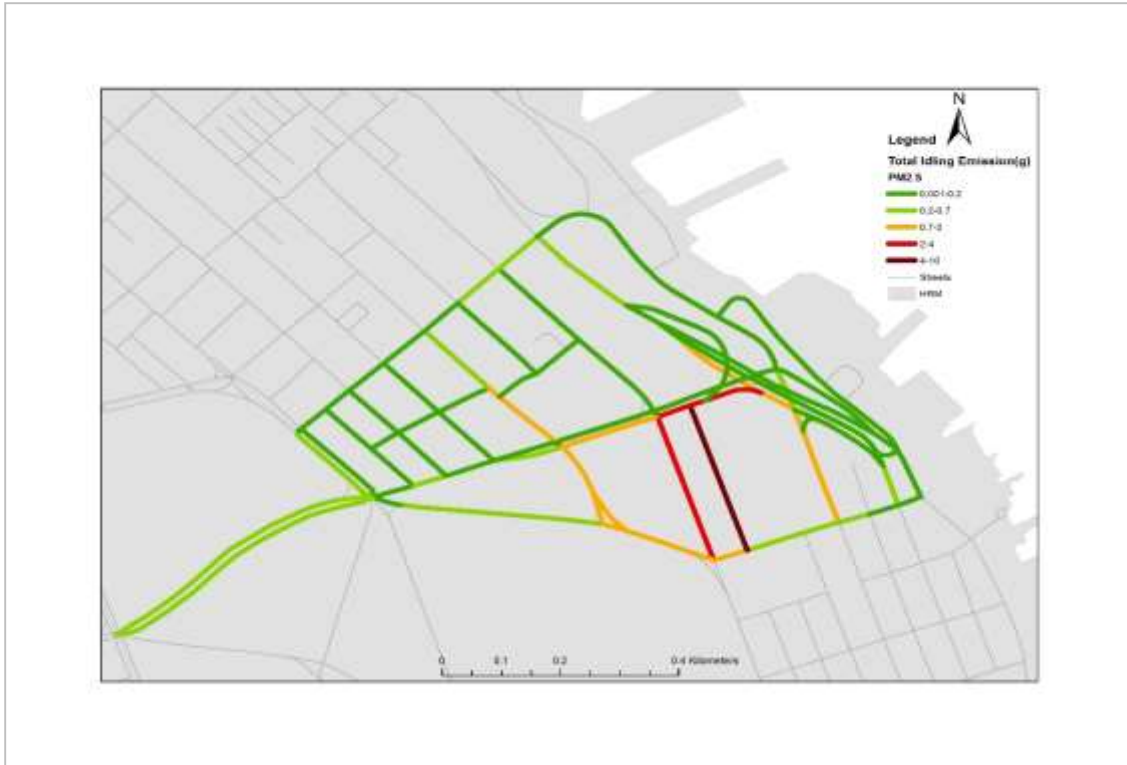 N
Legend
Total Idling Emission(g)
PM2.5
0.001-0.2
0.2-0.7
0.7-2
2-4
4-10
Streets
HRM
0 0.1 0.2 0.4 Kilometers